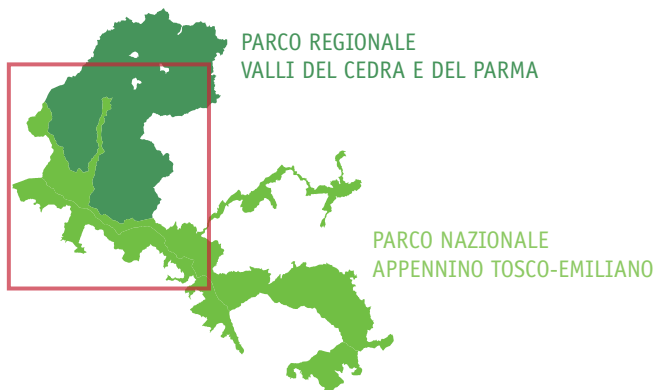 PARCO REGIONALE
VALLI DEL CEDRA E DEL PARMA
PARCO NAZIONALE
APPENNINO TOSCO-EMILIANO